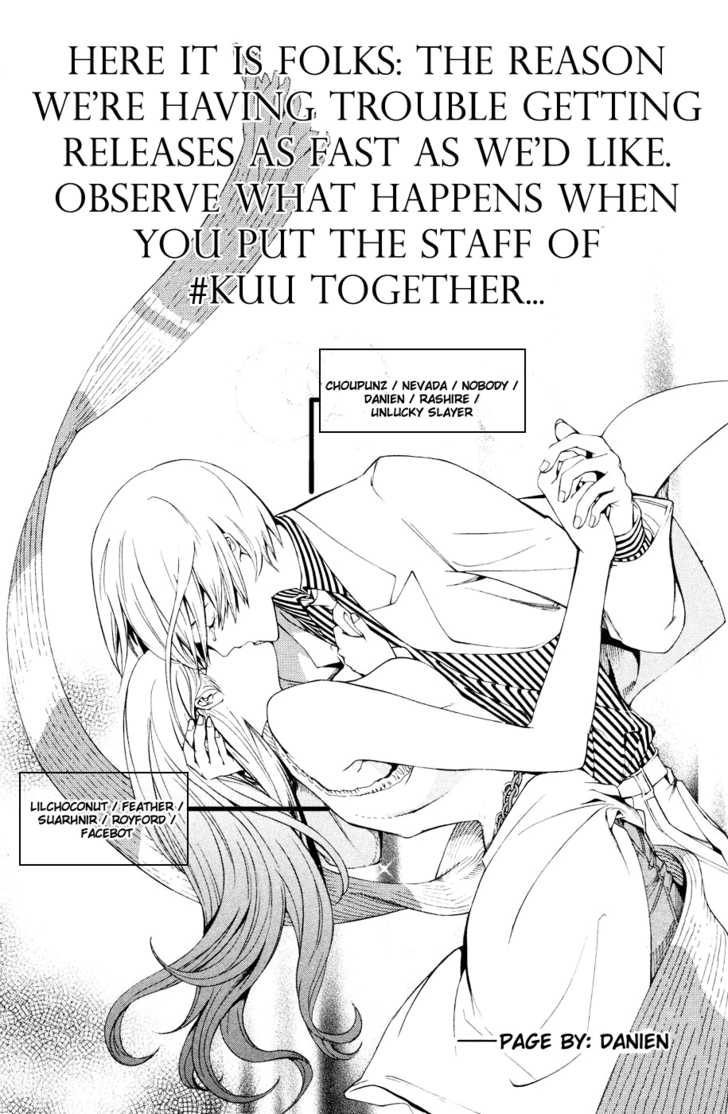 HERE IT IS FOLKS: THE REASON
WE'RE HAVING TROUBLE GETTING
RELEASES AS FAST AS WE'D LIKE.
OBSERVE WHAT HAPPENS WHEN
YOU PUT THE STAFF OF
#KUU TOGETHER...
CHOUPUNZ / NEVADA / NOBODY /
DANIEN / RASHIRE /
UNLUCKY SLAYER
LILCHOCONUT / FEATHER /
SUARHNIR / ROYFORD /
FACEBOT
PAGE BY: DANIEN